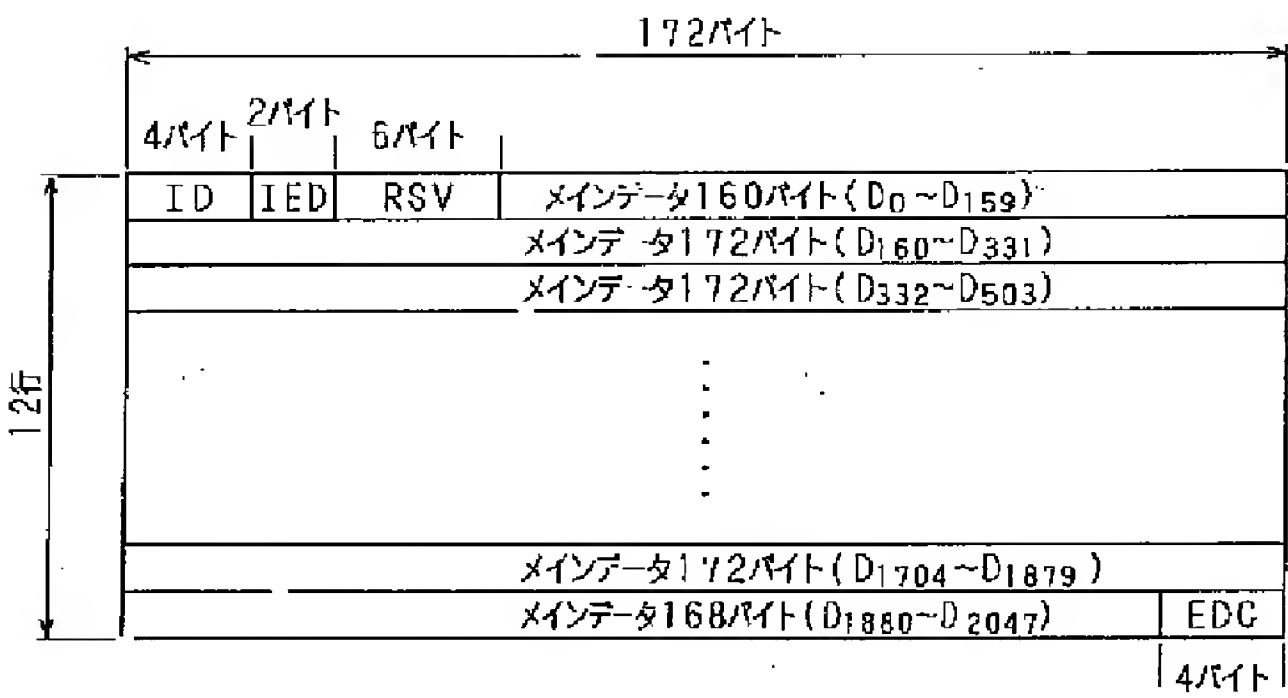 172バイト
4バイト 2バイト 6バイト
ID IED RSV メインデータ160バイト(D0~D159)
メインデータ172バイト(D160~D331)
メインデータ172バイト(D332~D503)
12行
メインデータ172バイト(D1704~D1879)
メインデータ168バイト(D1880~D2047) EDC
4バイト